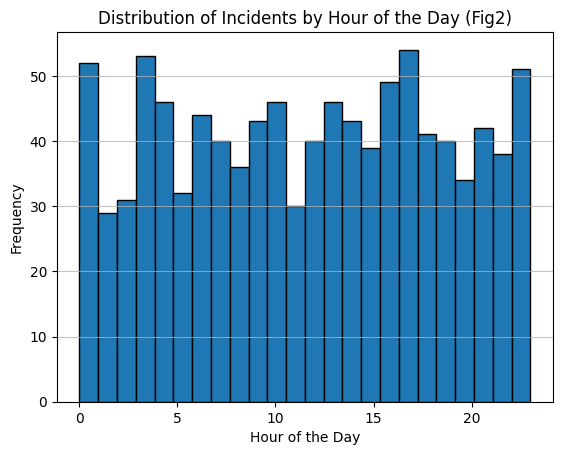 Distribution of Incidents by Hour of the Day (Fig2)
Frequency
50
40
30
20
10
0
0 5 10 15 20
Hour of the Day